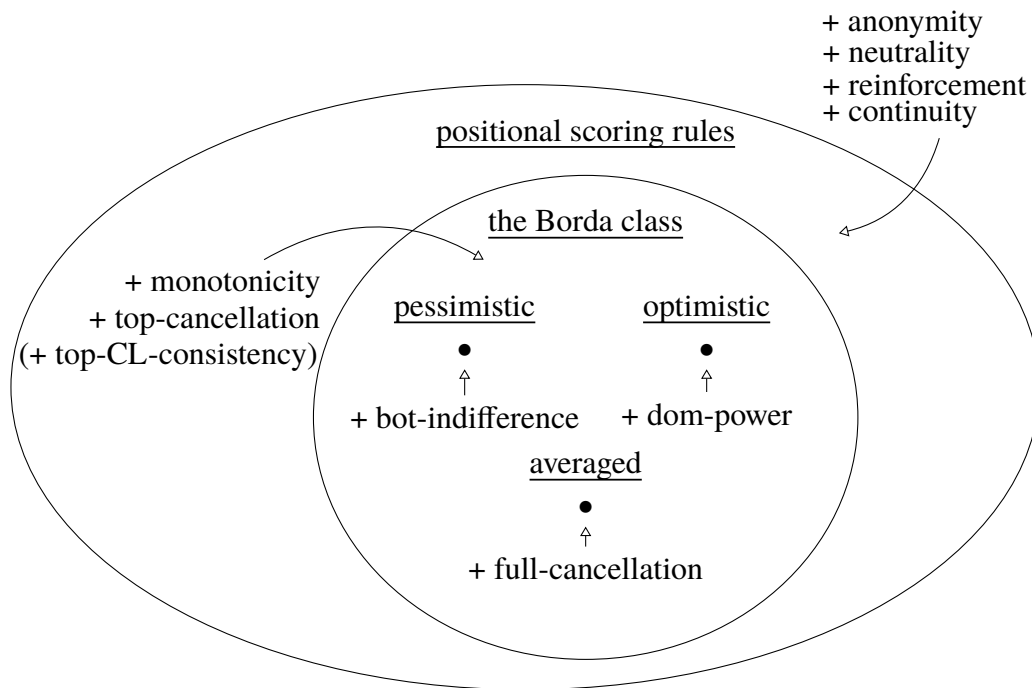 + anonymity
+ neutrality
+ reinforcement
+ continuity
positional scoring rules
the Borda class
+ monotonicity
+ top-cancellation
(+ top-CL-consistency)
pessimistic
optimistic
+ bot-indifference
+ dom-power
averaged
+ full-cancellation